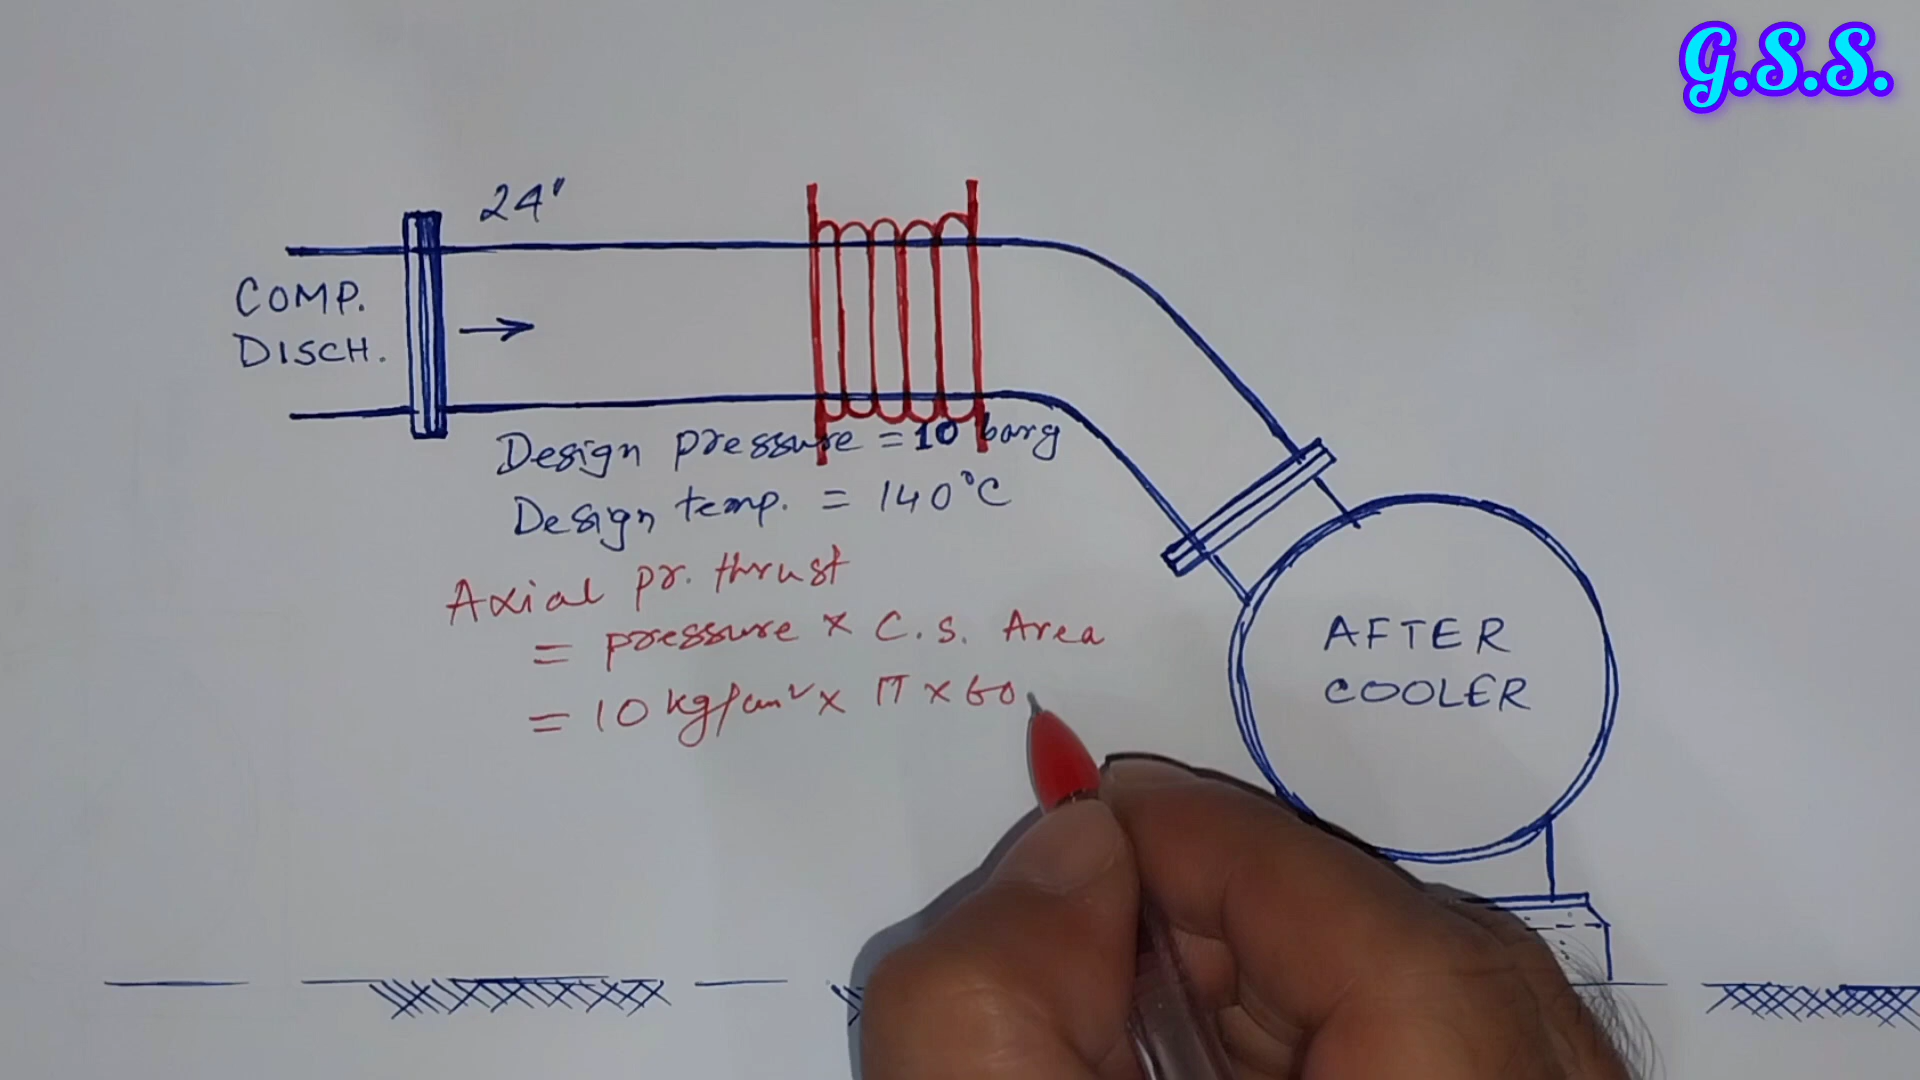 G.S.S.
24"
COMP.
DISCH.
Design pressure = 10 barg
Design temp. = 140°C
Axial pr. thrust
= pressure × C.S. Area
= 10 kg/cm² × π × 60
AFTER
COOLER